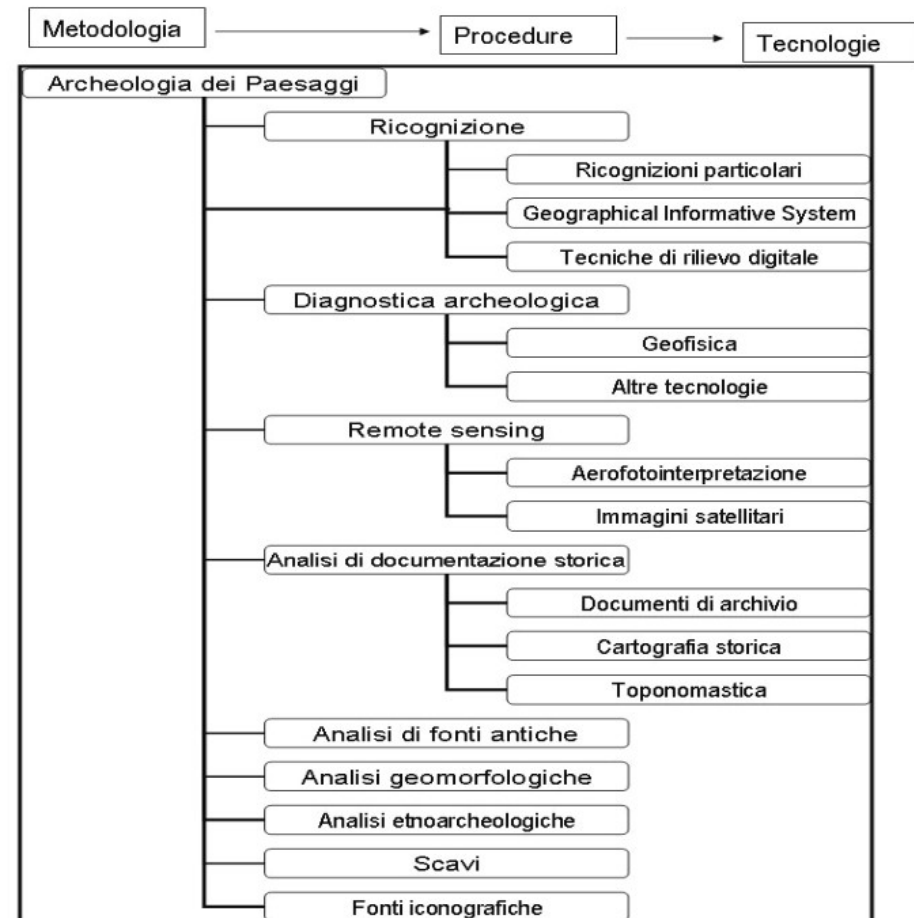 Metodologia
Procedure
Tecnologie
Archeologia dei Paesaggi
Ricognizione
Ricognizioni particolari
Geographical Informative System
Tecniche di rilievo digitale
Diagnostica archeologica
Geofisica
Altre tecnologie
Remote sensing
Aerofotointerpretazione
Immagini satellitari
Analisi di documentazione storica
Documenti di archivio
Cartografia storica
Toponomastica
Analisi di fonti antiche
Analisi geomorfologiche
Analisi etnoarcheologiche
Scavi
Fonti iconografiche